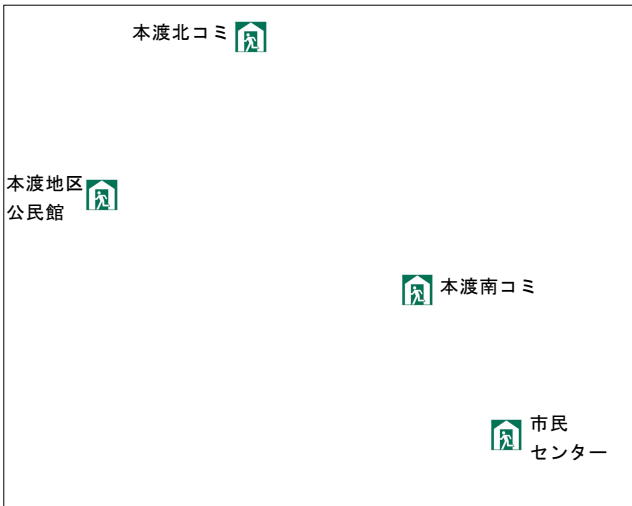 本渡北コミ
本渡地区
公民館
本渡南コミ
市民
センター